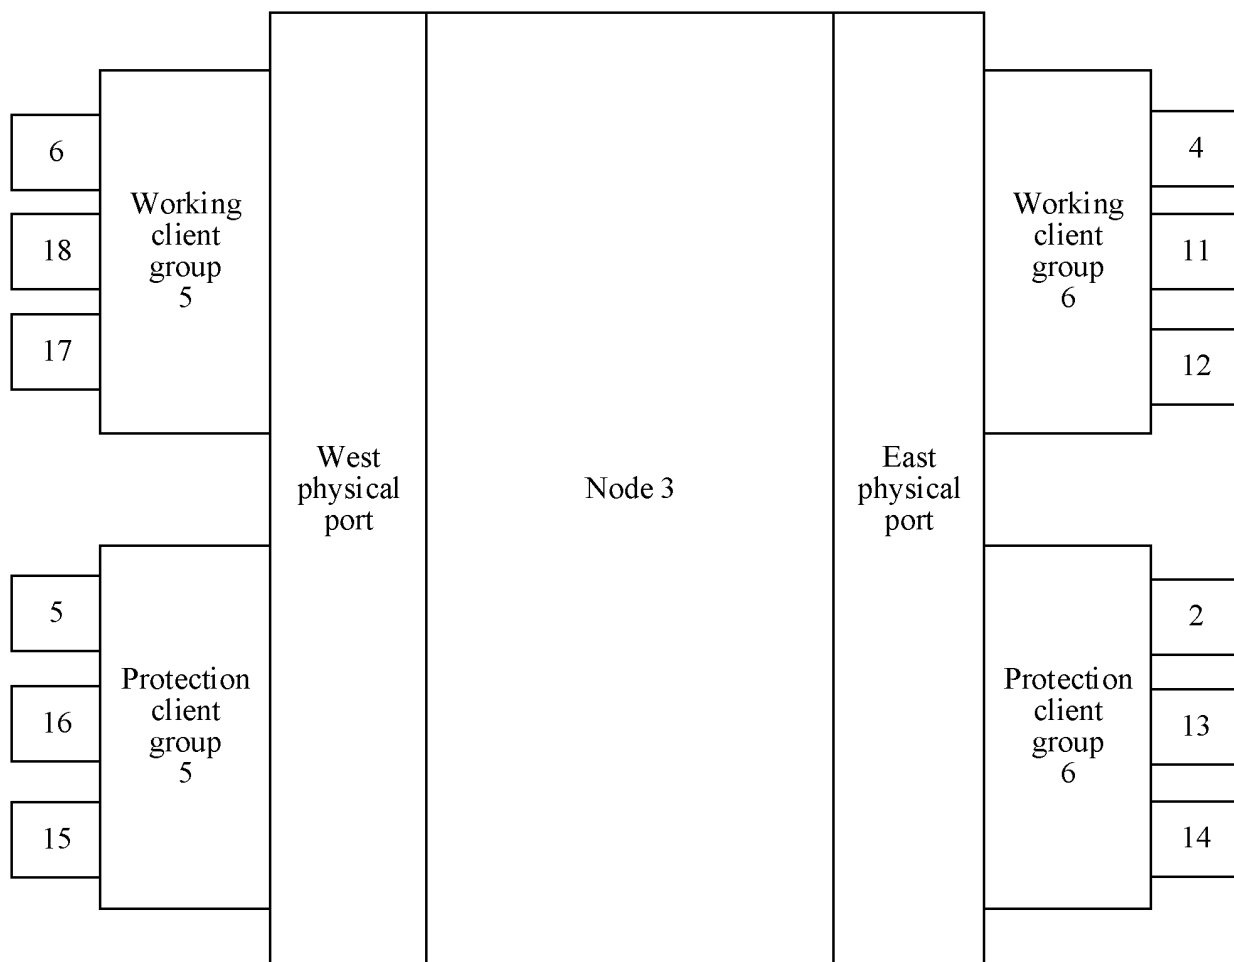 6
18
17
Working
client
group
5
5
16
15
Protection
client
group
5
West
physical
port
Node 3
East
physical
port
Working
client
group
6
4
11
12
Protection
client
group
6
2
13
14